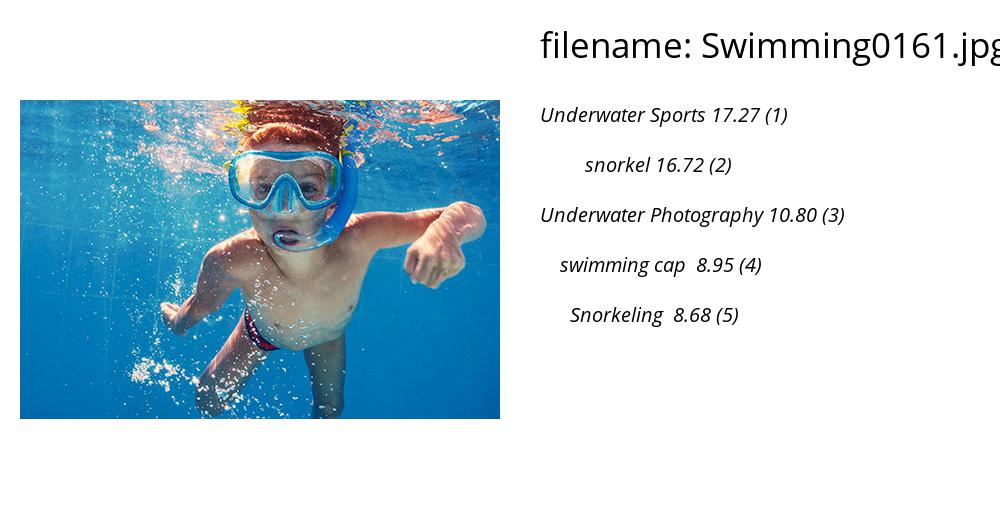 filename: Swimming0161.jpg
Underwater Sports 17.27 (1)
snorkel 16.72 (2)
Underwater Photography 10.80 (3)
swimming cap 8.95 (4)
Snorkeling 8.68 (5)